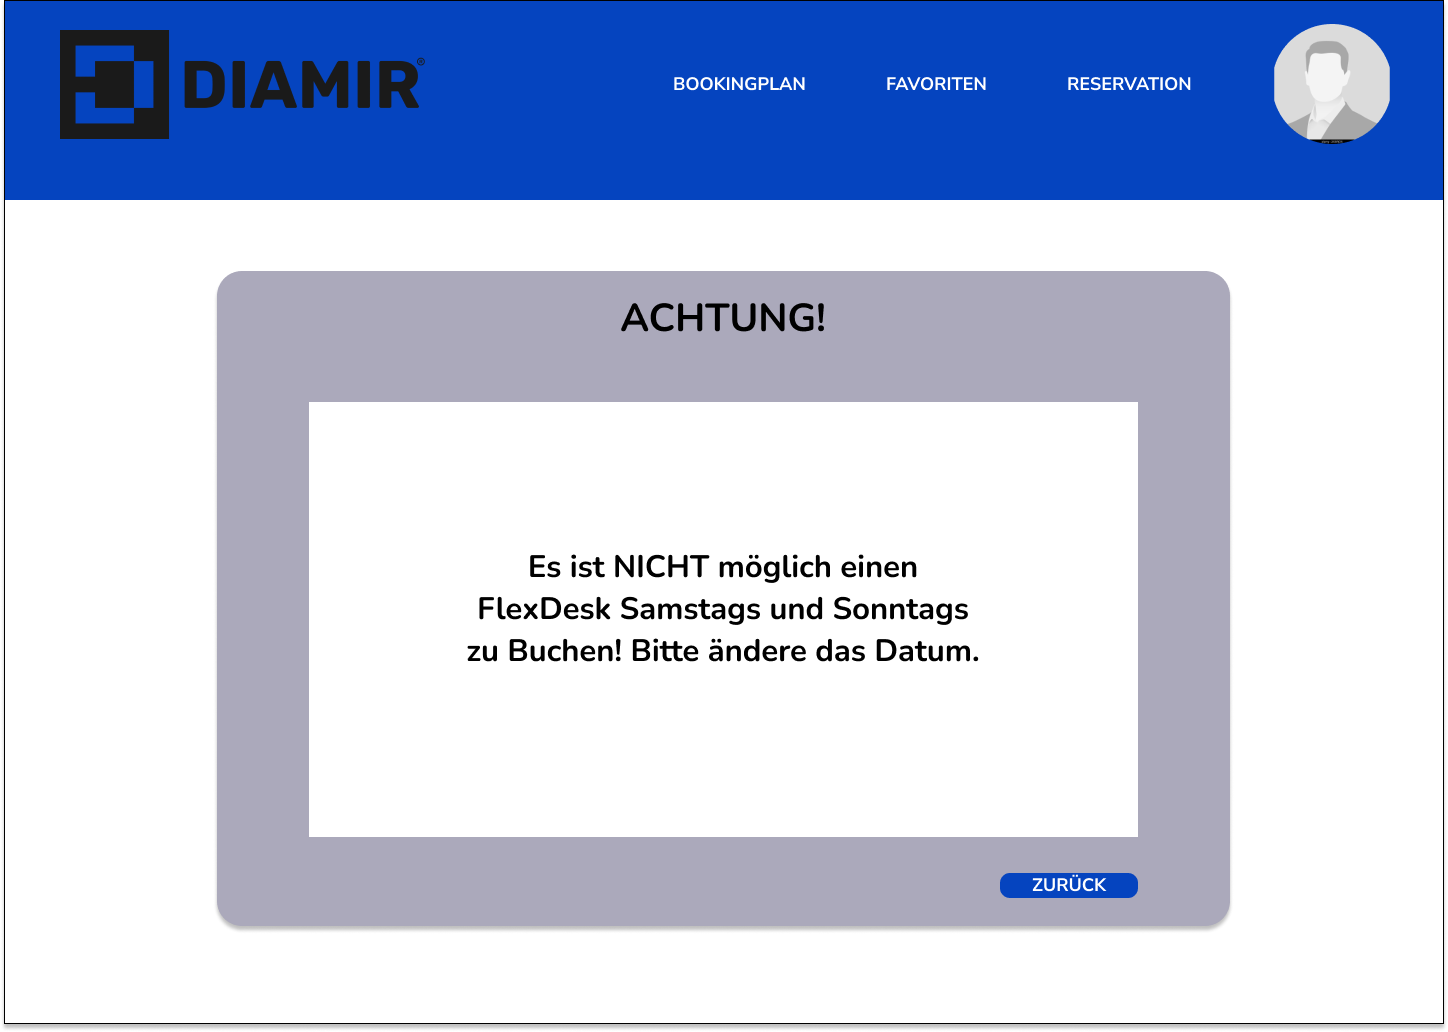 DIAMIR®
BOOKINGPLAN
FAVORITEN
RESERVATION
ACHTUNG!
Es ist NICHT möglich einen
FlexDesk Samstags und Sonntags
zu Buchen! Bitte ändere das Datum.
ZURÜCK